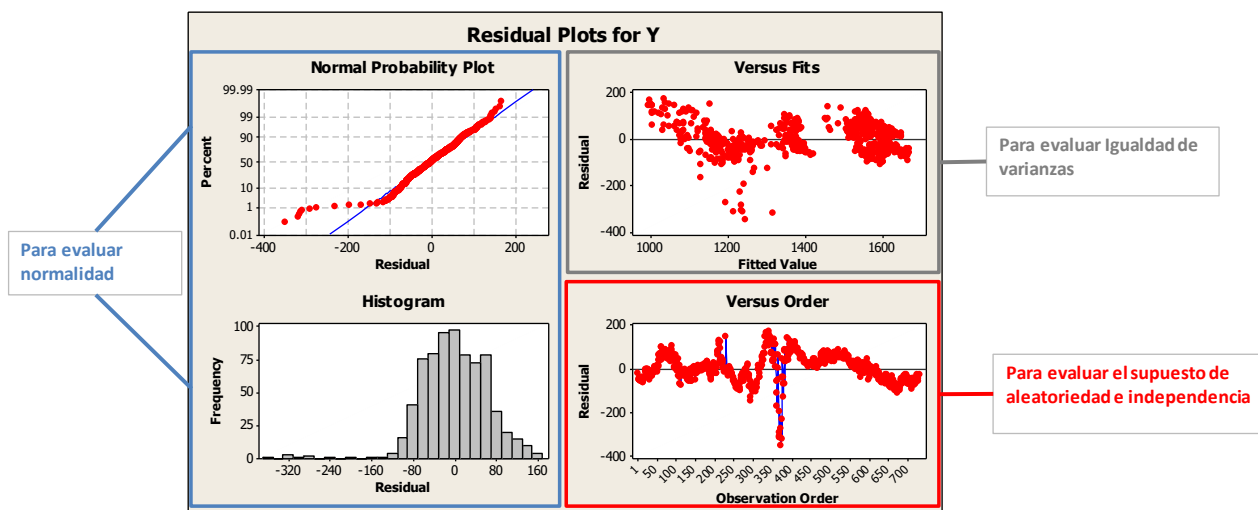 Residual Plots for Y
Normal Probability Plot
99.99
99
90
50
10
1
0.01
Percent
-400
-200
0
200
Residual
Versus Fits
200
0
-200
-400
Residual
1000
1200
1400
1600
Fitted Value
Histogram
100
75
50
25
0
Frequency
-320
-240
-160
-80
0
80
160
Residual
Versus Order
200
0
-200
-400
Residual
1
50
100
150
200
250
300
350
400
450
500
550
600
650
700
Observation Order
Para evaluar
normalidad
Para evaluar Igualdad de
varianzas
Para evaluar el supuesto de
aleatoriedad e independencia